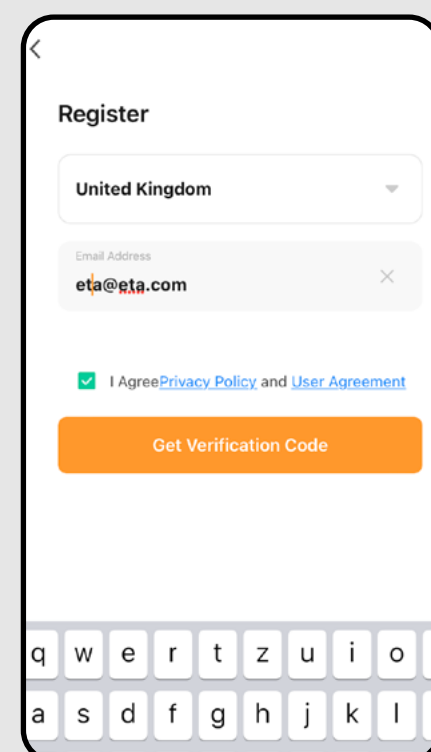 Register
United Kingdom
Email Address
eta@eta.com
I AgreePrivacy Policy and User Agreement
Get Verification Code
q w e r t z u i o
a s d f g h j k l